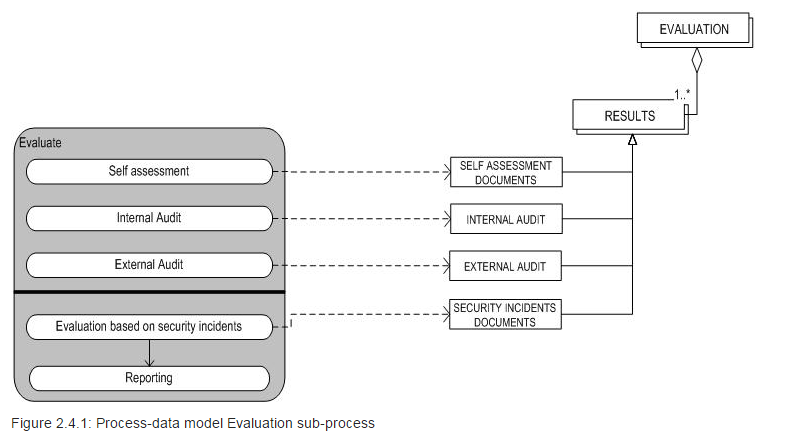 EVALUATION
1..*
RESULTS
Evaluate
Self assessment
SELF ASSESSMENT
DOCUMENTS
Internal Audit
INTERNAL AUDIT
External Audit
EXTERNAL AUDIT
Evaluation based on security incidents
SECURITY INCIDENTS
DOCUMENTS
Reporting
Figure 2.4.1: Process-data model Evaluation sub-process